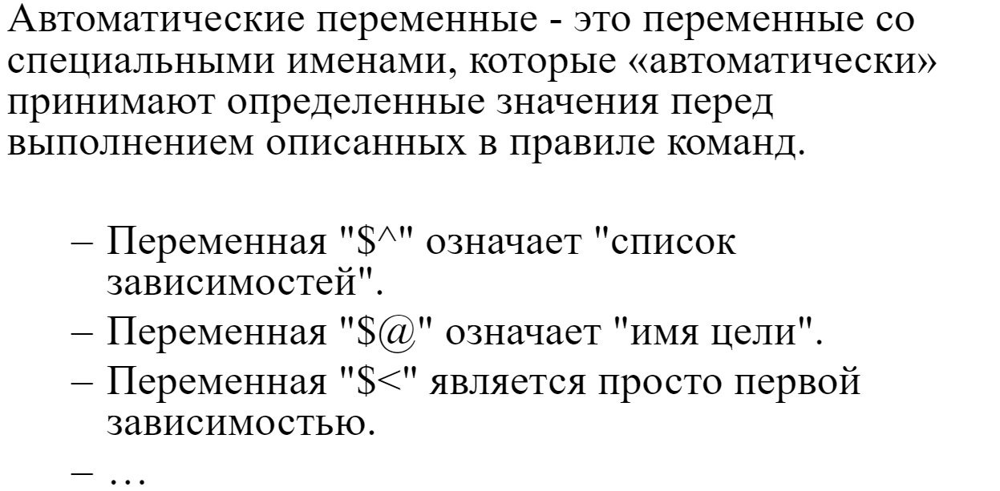 Автоматические переменные - это переменные со
специальными именами, которые «автоматически»
принимают определенные значения перед
выполнением описанных в правиле команд.
– Переменная "$^" означает "список
зависимостей".
– Переменная "$@" означает "имя цели".
– Переменная "$<" является просто первой
зависимостью.
– …